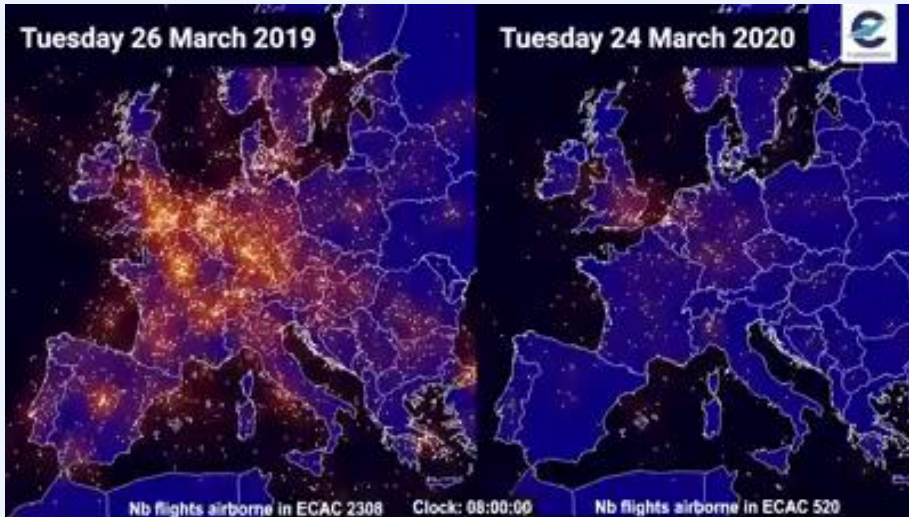 Tuesday 26 March 2019
Tuesday 24 March 2020
Nb flights airborne in ECAC 2308
Clock: 08:00:00
Nb flights airborne in ECAC 520